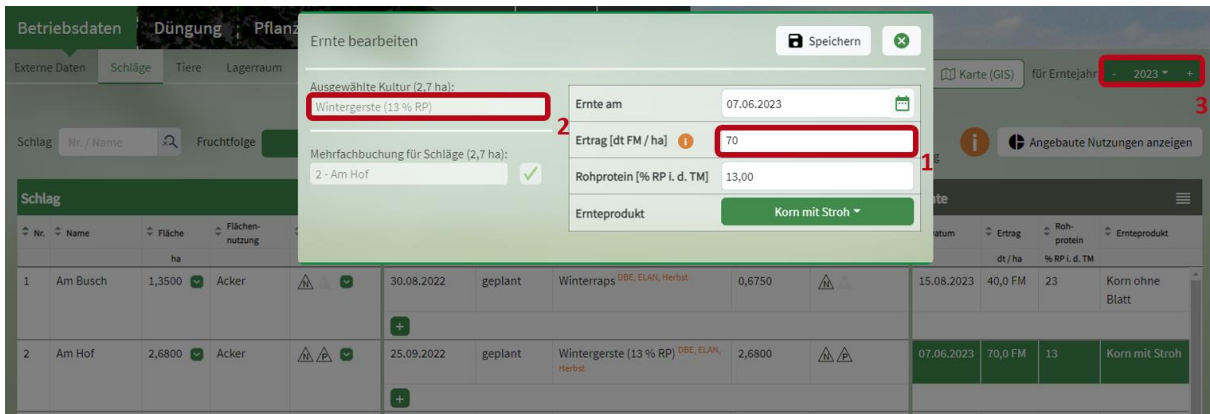 Betriebsdaten Düngung Pflanz
Ernte bearbeiten Speichern
Externe Daten Schläge Tiere Lagerraum
Karte (GIS) für Erntejahr - 2023 +
3
Ausgewählte Kultur (2,7 ha):
Wintergerste (13 % RP)
2
Mehrfachbuchung für Schläge (2,7 ha):
2 - Am Hof
Ernte am 07.06.2023
Ertrag [dt FM / ha] i 70
1
Rohprotein [% RP i. d. TM] 13,00
Ernteprodukt Korn mit Stroh
Schlag Nr. / Name Fruchtfolge
i Angebaute Nutzungen anzeigen
Schlag
Nr. Name Fläche Flächen-
nutzung
ha
Ertrag Roh-
protein Ernteprodukt
dt / ha % RP i. d. TM
1 Am Busch 1,3500 Acker N 30.08.2022 geplant Winterraps DBE, ELAN, Herbst 0,6750 N 15.08.2023 40,0 FM 23 Korn ohne
Blatt
+
2 Am Hof 2,6800 Acker N P 25.09.2022 geplant Wintergerste (13 % RP) DBE, ELAN, 2,6800 N P 07.06.2023 70,0 FM 13 Korn mit Stroh
Herbst
+